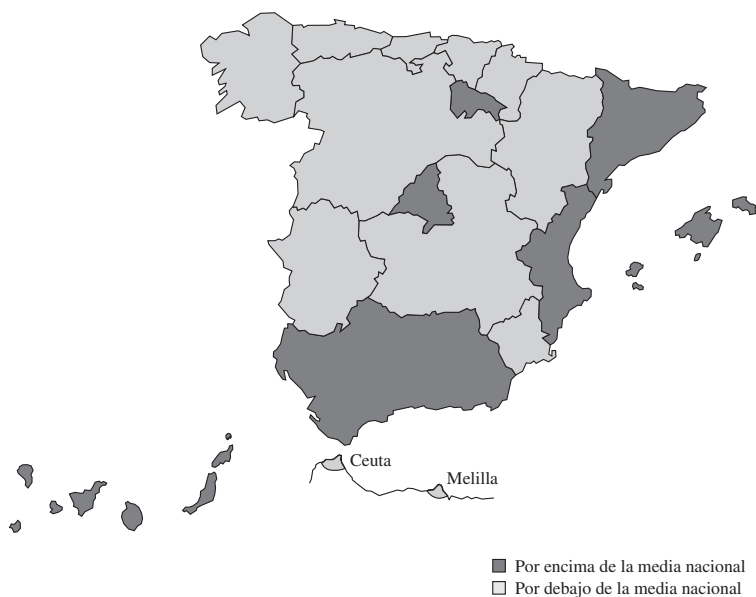 Ceuta
Melilla
Por encima de la media nacional
Por debajo de la media nacional